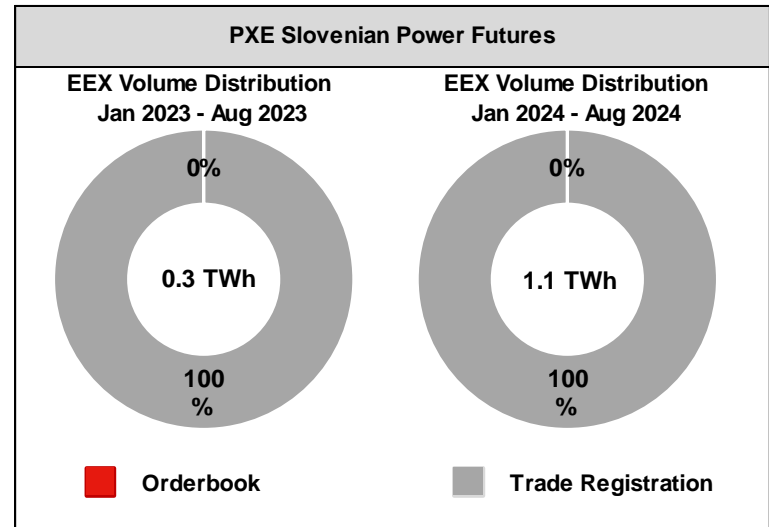 PXE Slovenian Power Futures
EEX Volume Distribution
Jan 2023 - Aug 2023
0%
0.3 TWh
100
%
EEX Volume Distribution
Jan 2024 - Aug 2024
0%
1.1 TWh
100
%
Orderbook
Trade Registration